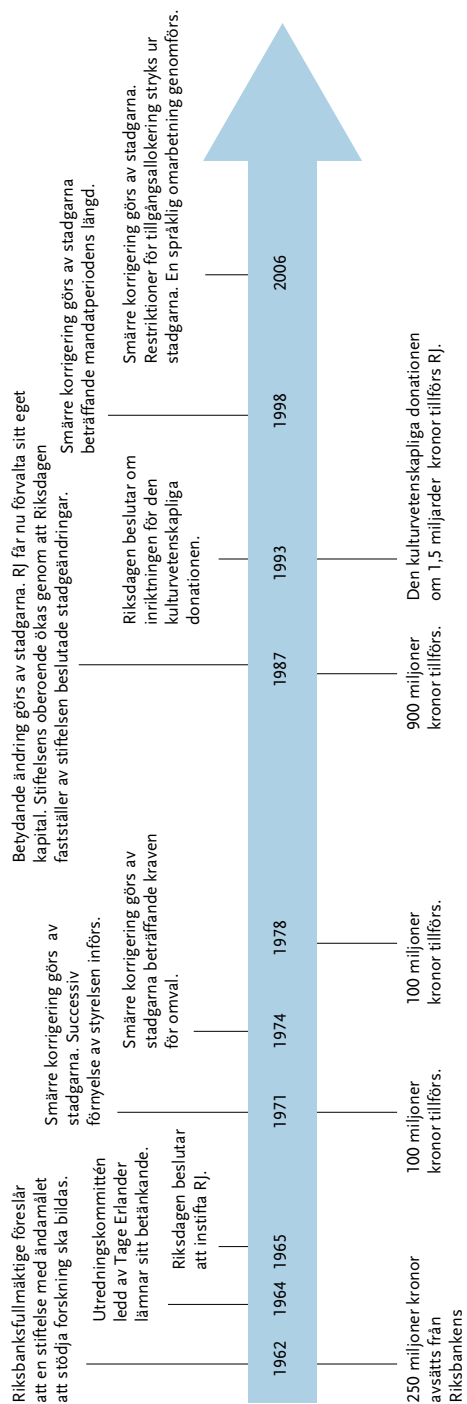 Riksbanksfullmäktige föreslår
att en stiftelse med ändamålet
att stödja forskning ska bildas.
Utredningskommittén
ledd av Tage Erlander
lämnar sitt betänkande.
Riksdagen beslutar
att instifta RJ.
Smärre korrigering görs av
stadgarna. Successiv
förnyelse av styrelsen införs.
Smärre korrigering görs av
stadgarna beträffande kraven
för omval.
Betydande ändring görs av stadgarna. RJ får nu förvalta sitt eget
kapital. Stiftelsens oberoende ökas genom att Riksdagen
fastställer av stiftelsen beslutade stadgeändringar.
Riksdagen beslutar om
inriktningen för den
kulturvetenskapliga
donationen.
Smärre korrigering görs av stadgarna
beträffande mandatperiodens längd.
Smärre korrigering görs av stadgarna.
Restriktioner för tillgångsallokering stryks ur
stadgarna. En språklig omarbetning genomförs.
1962
1964
1965
1971
1974
1978
1987
1993
1998
2006
250 miljoner kronor
avsätts från
Riksbankens
100 miljoner
kronor tillförs.
100 miljoner
kronor tillförs.
900 miljoner
kronor tillförs.
Den kulturvetenskapliga donationen
om 1,5 miljarder kronor tillförs RJ.